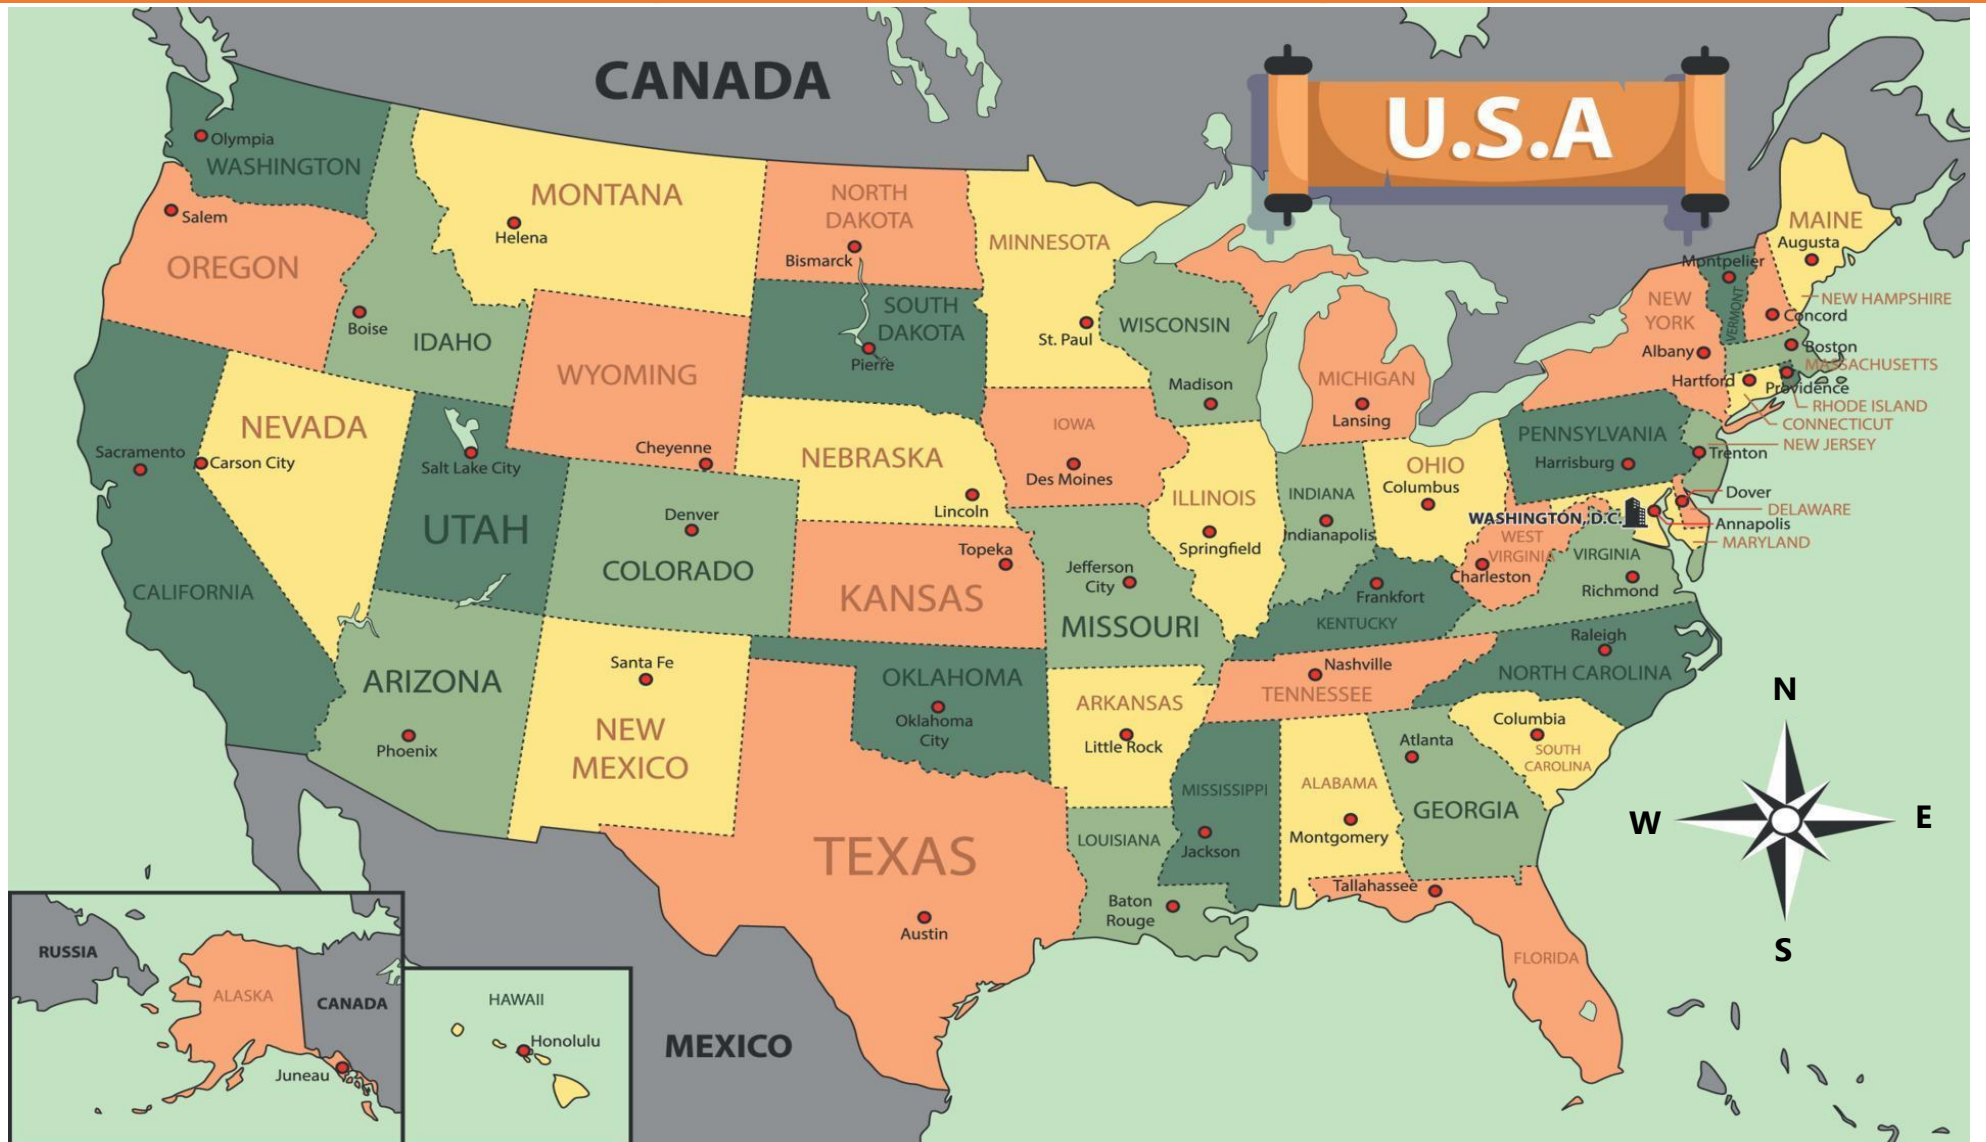 CANADA
U.S.A
Olympia
WASHINGTON
Salem
OREGON
MONTANA
Helena
NORTH
DAKOTA
Bismarck
MINNESOTA
St. Paul
Boise
IDAHO
WYOMING
Cheyenne
SOUTH
DAKOTA
Pierre
WISCONSIN
Madison
MICHIGAN
Lansing
MAINE
Augusta
Montpelier
VERMONT
NEW HAMPSHIRE
Concord
NEW
YORK
Albany
Boston
MASSACHUSETTS
Hartford
Providence
RHODE ISLAND
CONNECTICUT
NEW JERSEY
Trenton
PENNSYLVANIA
Harrisburg
Dover
DELAWARE
Annapolis
MARYLAND
WASHINGTON, D.C.
Sacramento
CALIFORNIA
NEVADA
Carson City
Salt Lake City
UTAH
Denver
COLORADO
NEBRASKA
Lincoln
IOWA
Des Moines
ILLINOIS
Springfield
INDIANA
Indianapolis
OHIO
Columbus
WEST
VIRGINIA
Charleston
VIRGINIA
Richmond
Topeka
KANSAS
Jefferson
City
MISSOURI
Frankfort
KENTUCKY
Raleigh
NORTH CAROLINA
Nashville
TENNESSEE
ARIZONA
Phoenix
Santa Fe
NEW
MEXICO
OKLAHOMA
Oklahoma
City
ARKANSAS
Little Rock
Columbia
SOUTH
CAROLINA
Atlanta
GEORGIA
ALABAMA
Montgomery
MISSISSIPPI
Jackson
LOUISIANA
Baton
Rouge
TEXAS
Austin
Tallahassee
FLORIDA
N
W
E
S
RUSSIA
ALASKA
CANADA
Juneau
HAWAII
Honolulu
MEXICO